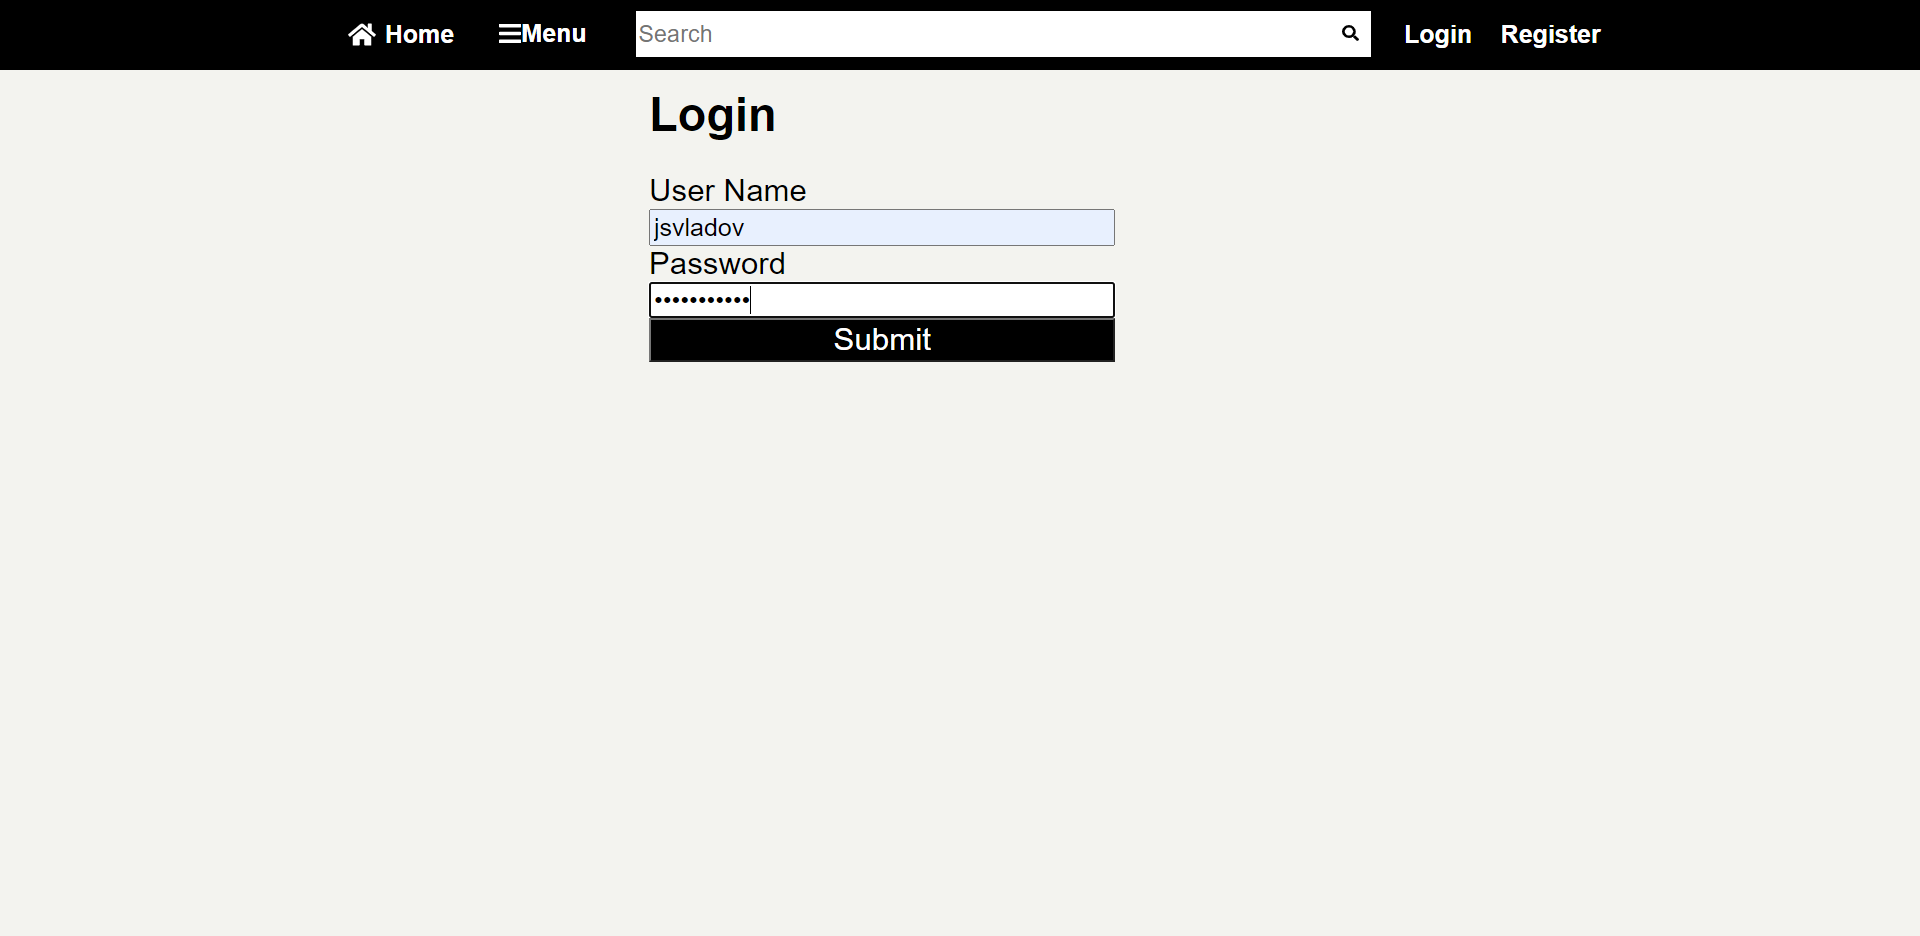 Home Menu Search Login Register
Login
User Name
jsvladov
Password
•••••••••••
Submit